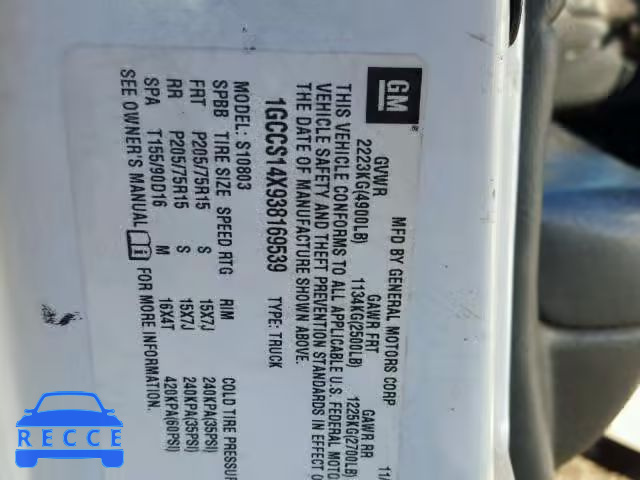 GM
MFD BY GENERAL MOTORS CORP 11/
GVWR GAWR FRT GAWR RR
2223KG(4900LB) 1134KG(2500LB) 1225KG(2700LB)
THIS VEHICLE CONFORMS TO ALL APPLICABLE U.S. FEDERAL MOTO
VEHICLE SAFETY AND THEFT PREVENTION STANDARDS IN EFFECT O
THE DATE OF MANUFACTURE SHOWN ABOVE.
1GCCS14X938169539 TYPE: TRUCK
MODEL: S10803
SPBB TIRE SIZE SPEED RTG RIM COLD TIRE PRESSUR
FRT P205/75R15 S 15X7J 240KPA(35PSI)
RR P205/75R15 S 15X7J 240KPA(35PSI)
SPA T155/90D16 M 16X4T 420KPA(60PSI)
SEE OWNER'S MANUAL FOR MORE INFORMATION.
RECCE